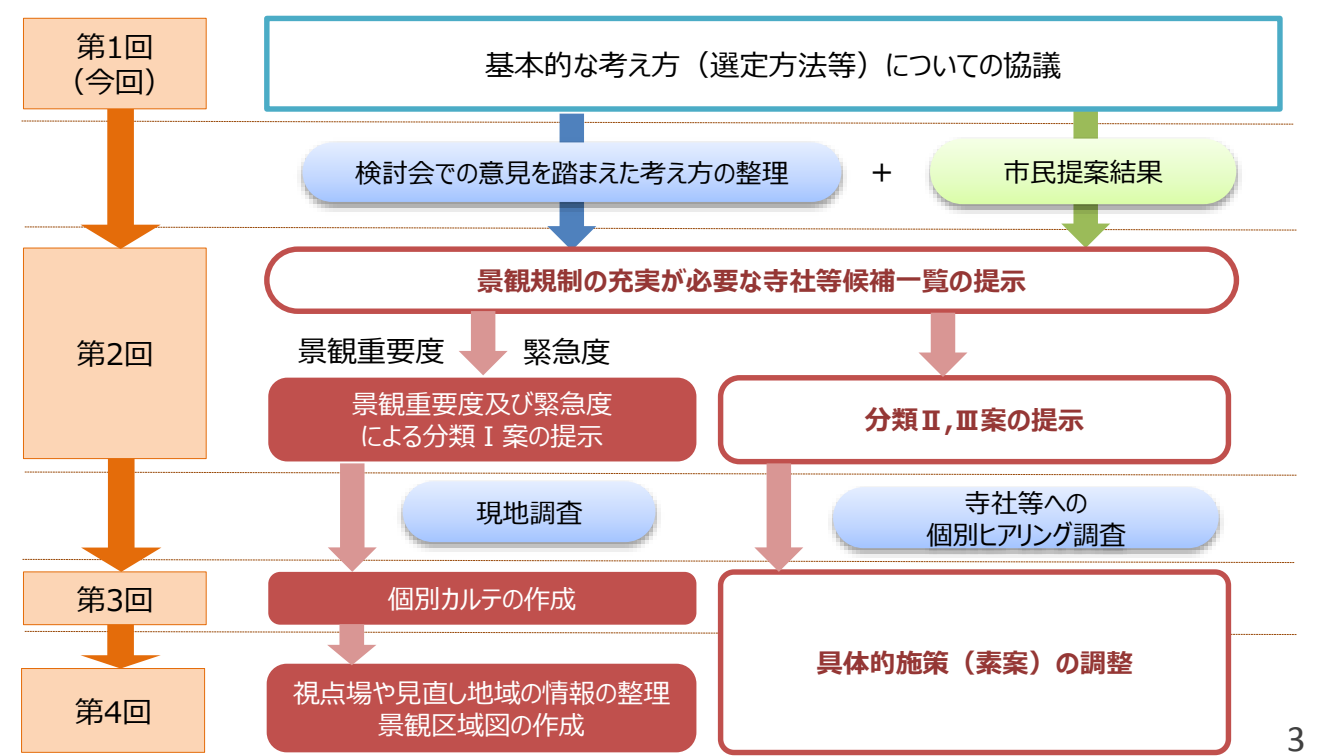 第1回
（今回）
基本的な考え方（選定方法等）についての協議
検討会での意見を踏まえた考え方の整理
＋
市民提案結果
第2回
景観規制の充実が必要な寺社等候補一覧の提示
景観重要度
緊急度
景観重要度及び緊急度
による分類Ⅰ案の提示
分類Ⅱ,Ⅲ案の提示
現地調査
寺社等への
個別ヒアリング調査
第3回
個別カルテの作成
具体的施策（素案）の調整
第4回
視点場や見直し地域の情報の整理
景観区域図の作成
3